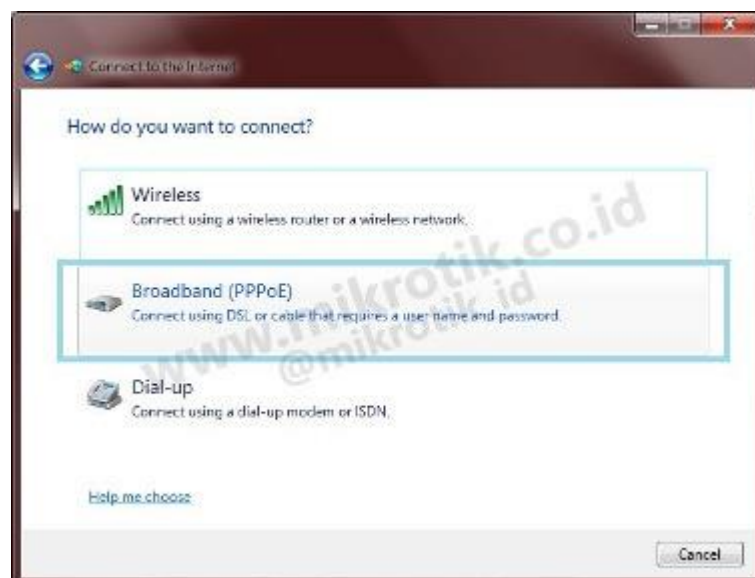 Connect to the Internet
How do you want to connect?
Wireless
Connect using a wireless router or a wireless network.
Broadband (PPPoE)
Connect using DSL or cable that requires a user name and password.
Dial-up
Connect using a dial-up modem or ISDN.
Help me choose
Cancel
www.mikrotik.co.id
@mikrotik_id